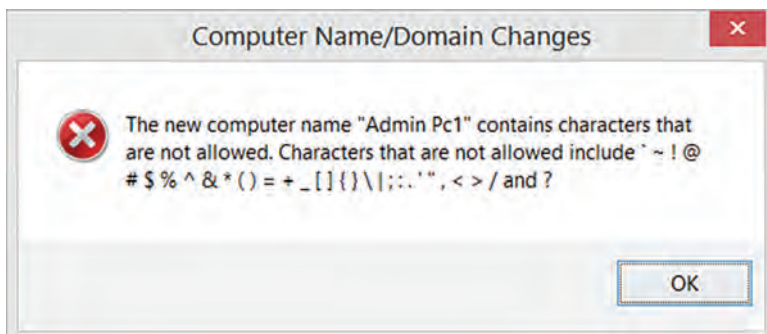 Computer Name/Domain Changes
The new computer name "Admin Pc1" contains characters that
are not allowed. Characters that are not allowed include ` ~ ! @
# $ % ^ & * ( ) = + _ [ ] { } \ | ; : . ' " , < > / and ?
OK